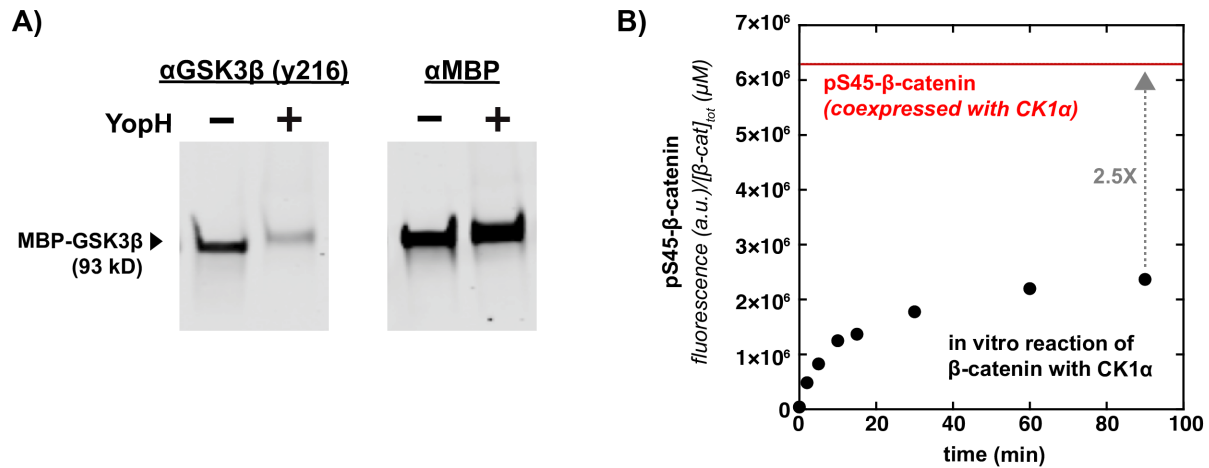 A)
αGSK3β (y216)
αMBP
YopH
− + − +
MBP-GSK3β
(93 kD)
B)
pS45-β-catenin
fluorescence (a.u.)/[β-cat]tot (μM)
7×10⁶
6×10⁶
5×10⁶
4×10⁶
3×10⁶
2×10⁶
1×10⁶
0
pS45-β-catenin
(coexpressed with CK1α)
2.5X
in vitro reaction of
β-catenin with CK1α
0 20 40 60 80 100
time (min)